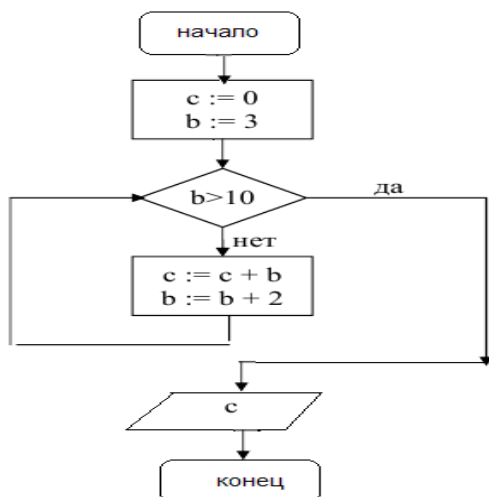 начало
c := 0
b := 3
b>10
да
нет
c := c + b
b := b + 2
c
конец